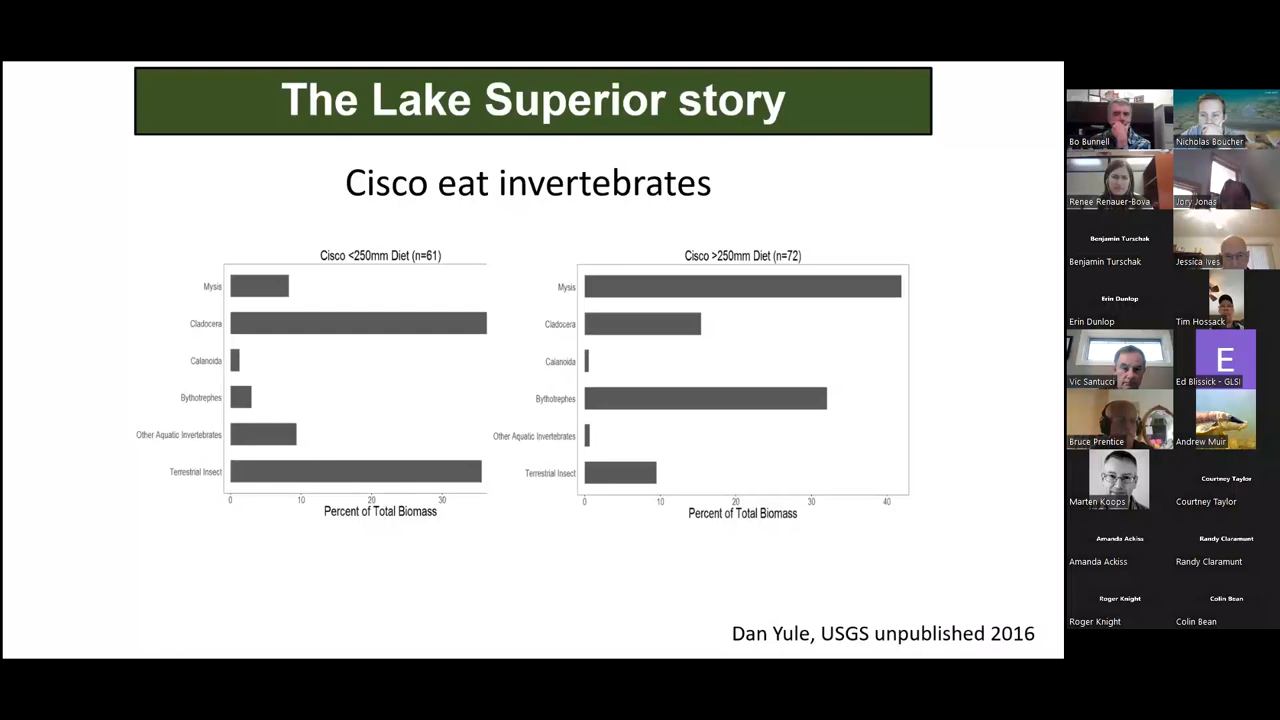 The Lake Superior story
Cisco eat invertebrates
Cisco <250mm Diet (n=61)
Mysis
Cladocera
Calanoida
Bythotrephes
Other Aquatic Invertebrates
Terrestrial Insect
0 10 20 30
Percent of Total Biomass
Cisco >250mm Diet (n=72)
Mysis
Cladocera
Calanoida
Bythotrephes
Other Aquatic Invertebrates
Terrestrial Insect
0 10 20 30 40
Percent of Total Biomass
Dan Yule, USGS unpublished 2016
Bo Bunnell
Nicholas Boucher
Renee Renauer-Bova
Jory Jonas
Benjamin Turschak
Benjamin Turschak
Jessica Ives
Erin Dunlop
Erin Dunlop
Tim Hossack
Vic Santucci
E
Ed Blissick - GLSI
Bruce Prentice
Andrew Muir
Marten Koops
Courtney Taylor
Courtney Taylor
Amanda Ackiss
Amanda Ackiss
Randy Claramunt
Randy Claramunt
Roger Knight
Roger Knight
Colin Bean
Colin Bean